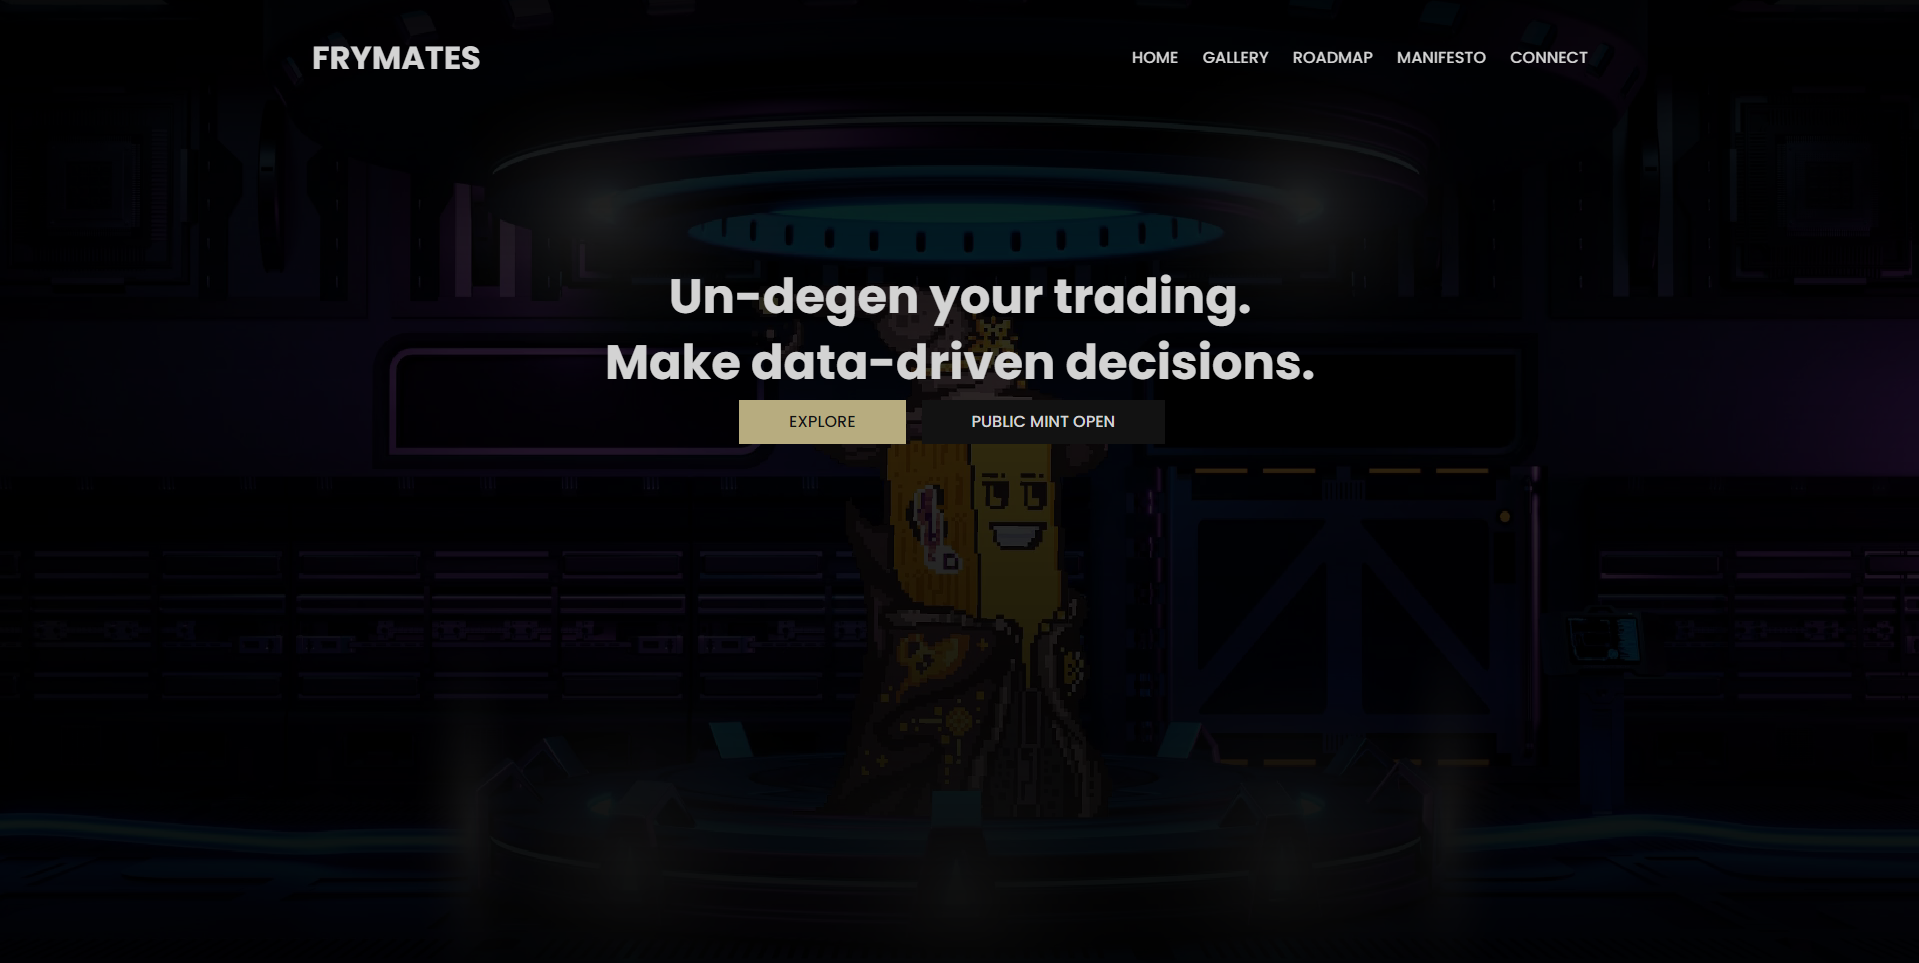 FRYMATES
HOME GALLERY ROADMAP MANIFESTO CONNECT
Un-degen your trading.
Make data-driven decisions.
EXPLORE
PUBLIC MINT OPEN